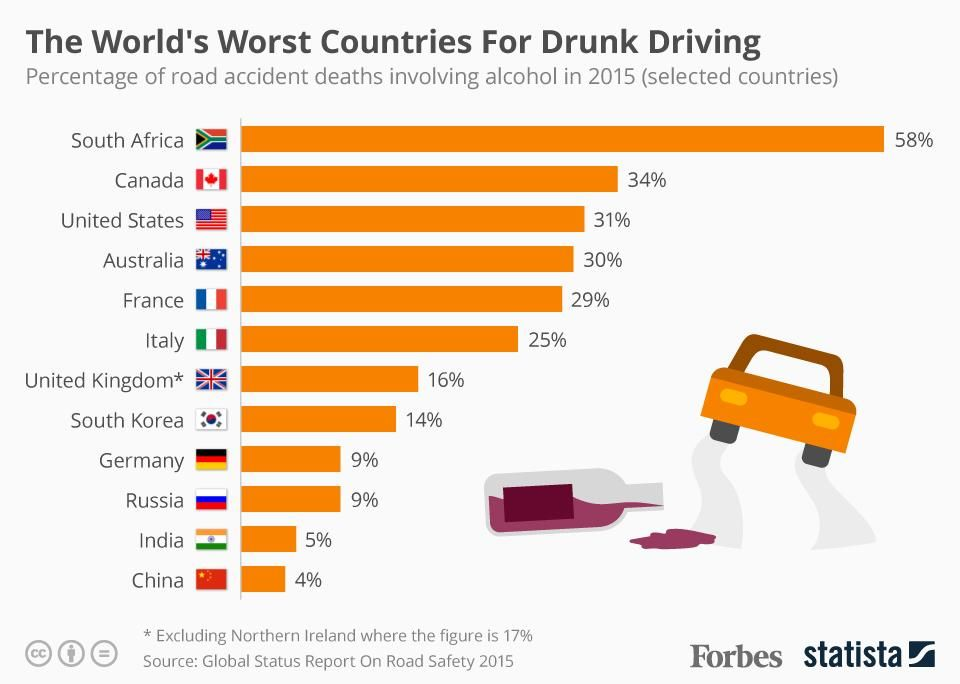 The World's Worst Countries For Drunk Driving
Percentage of road accident deaths involving alcohol in 2015 (selected countries)
South Africa 58%
Canada 34%
United States 31%
Australia 30%
France 29%
Italy 25%
United Kingdom* 16%
South Korea 14%
Germany 9%
Russia 9%
India 5%
China 4%
* Excluding Northern Ireland where the figure is 17%
Source: Global Status Report On Road Safety 2015
cc
Forbes statista